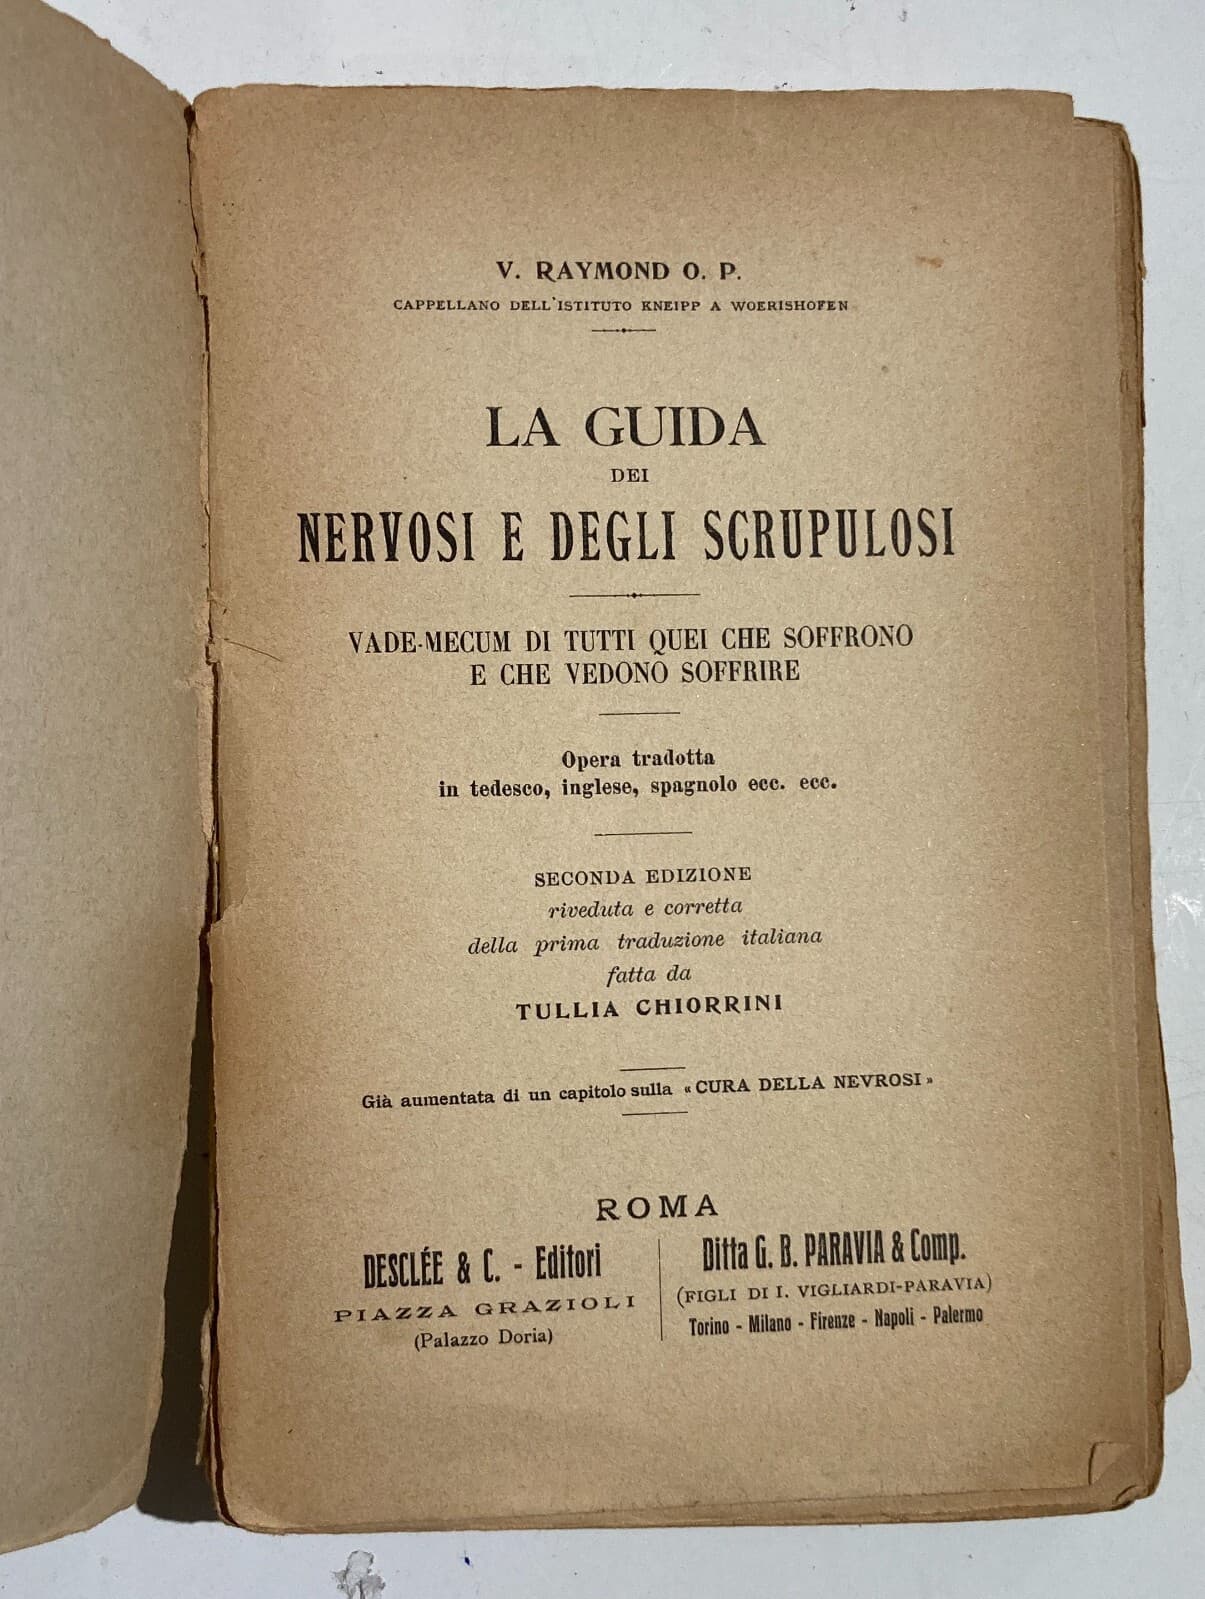 V. RAYMOND O. P.
CAPPELLANO DELL'ISTITUTO KNEIPP A WOERISHOFEN
LA GUIDA
DEI
NERVOSI E DEGLI SCRUPULOSI
VADE-MECUM DI TUTTI QUEI CHE SOFFRONO
E CHE VEDONO SOFFRIRE
Opera tradotta
in tedesco, inglese, spagnolo ecc. ecc.
SECONDA EDIZIONE
riveduta e corretta
della prima traduzione italiana
fatta da
TULLIA CHIORRINI
Già aumentata di un capitolo sulla « CURA DELLA NEVROSI »
ROMA
DESCLÉE & C. - Editori
PIAZZA GRAZIOLI
(Palazzo Doria)
Ditta G. B. PARAVIA & Comp.
(FIGLI DI I. VIGLIARDI-PARAVIA)
Torino - Milano - Firenze - Napoli - Palermo